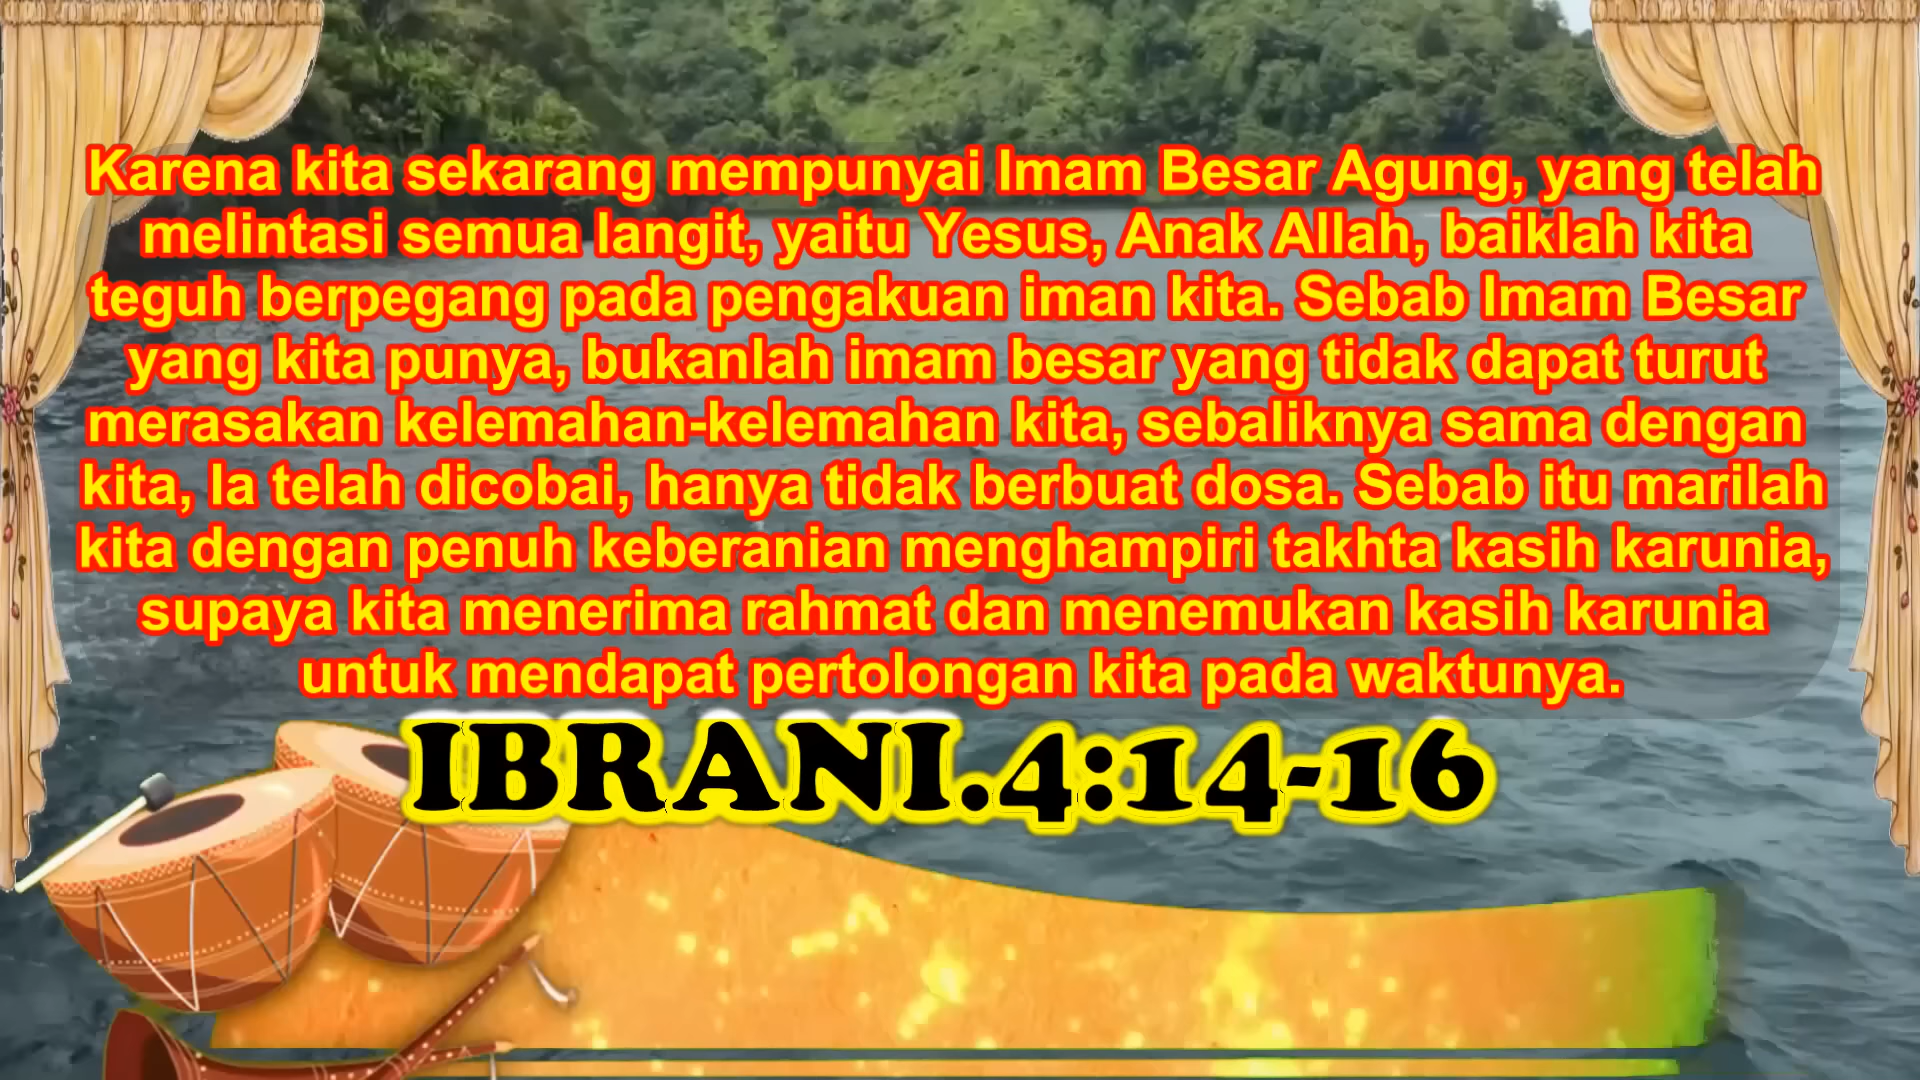 Karena kita sekarang mempunyai Imam Besar Agung, yang telah
melintasi semua langit, yaitu Yesus, Anak Allah, baiklah kita
teguh berpegang pada pengakuan iman kita. Sebab Imam Besar
yang kita punya, bukanlah imam besar yang tidak dapat turut
merasakan kelemahan-kelemahan kita, sebaliknya sama dengan
kita, Ia telah dicobai, hanya tidak berbuat dosa. Sebab itu marilah
kita dengan penuh keberanian menghampiri takhta kasih karunia,
supaya kita menerima rahmat dan menemukan kasih karunia
untuk mendapat pertolongan kita pada waktunya.
IBRANI.4:14-16